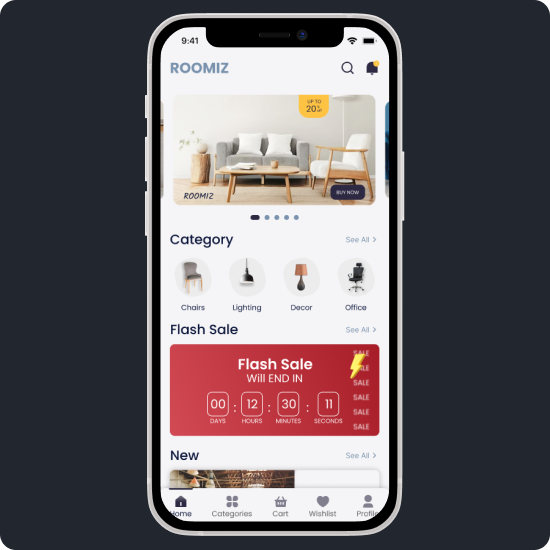 9:41
ROOMIZ
UP TO
20% OFF
ROOMIZ
BUY NOW
Category
See All >
Chairs
Lighting
Decor
Office
Flash Sale
See All >
Flash Sale
Will END IN
00 : 12 : 30 : 11
DAYS HOURS MINUTES SECONDS
SALE
SALE
SALE
SALE
SALE
SALE
New
See All >
Home
Categories
Cart
Wishlist
Profile